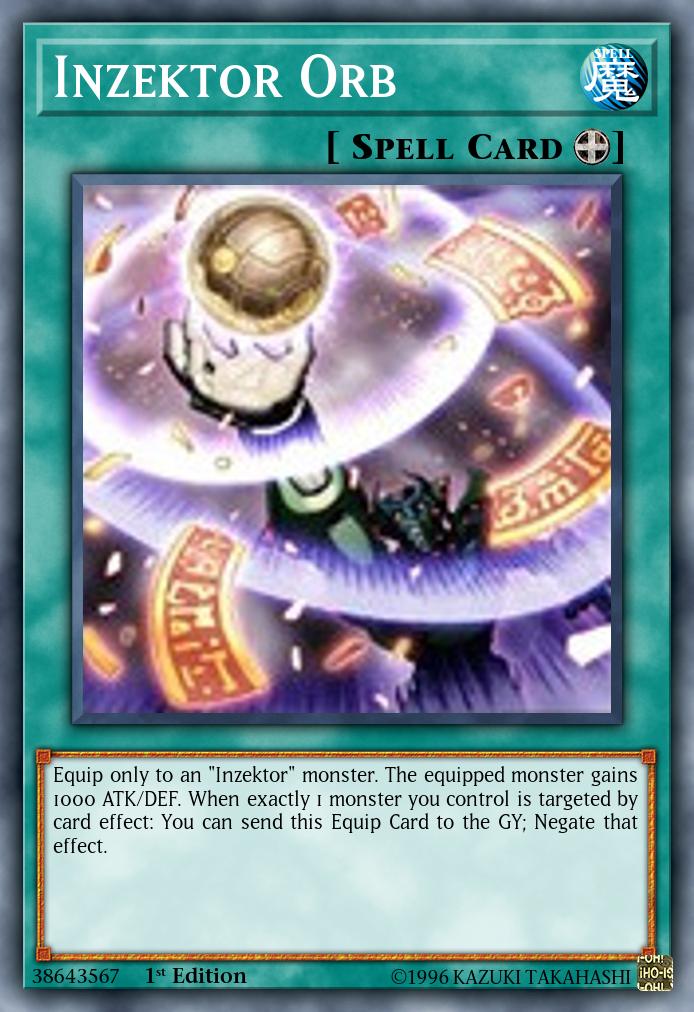 Inzektor Orb
SPELL
魔
[ Spell Card ]
Equip only to an "Inzektor" monster. The equipped monster gains
1000 ATK/DEF. When exactly 1 monster you control is targeted by
card effect: You can send this Equip Card to the GY; Negate that
effect.
38643567 1st Edition ©1996 KAZUKI TAKAHASHI